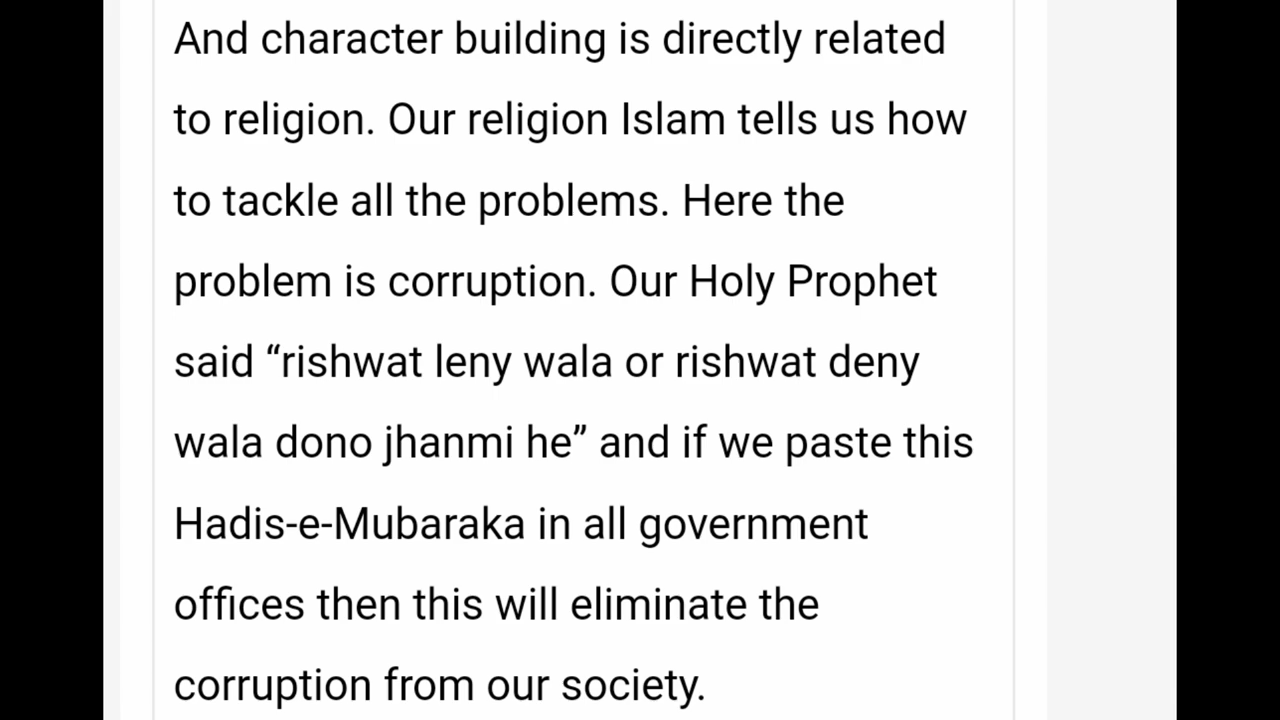 And character building is directly related
to religion. Our religion Islam tells us how
to tackle all the problems. Here the
problem is corruption. Our Holy Prophet
said “rishwat leny wala or rishwat deny
wala dono jhanmi he” and if we paste this
Hadis-e-Mubaraka in all government
offices then this will eliminate the
corruption from our society.